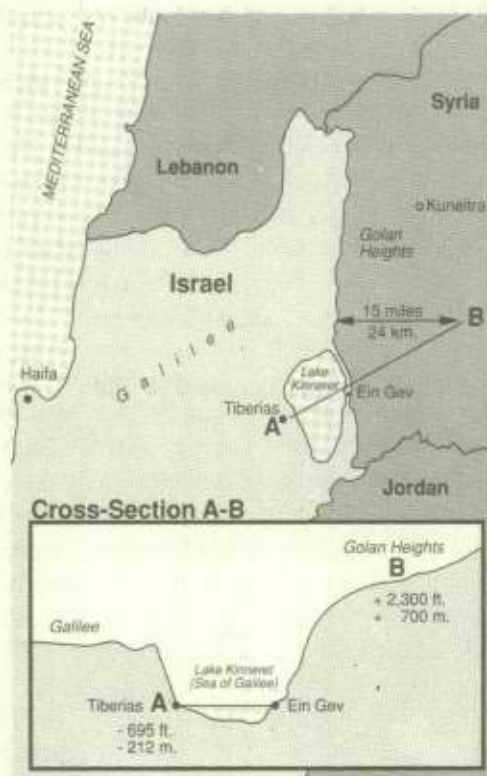 MEDITERRANEAN SEA
Syria
Lebanon
Kuneitra
Golan
Heights
Israel
15 miles
24 km.
B
Galilee
Haifa
Lake
Kinneret
Ein Gev
Tiberias
A
Jordan
Cross-Section A-B
Golan Heights
B
+ 2,300 ft.
+ 700 m.
Galilee
Lake Kinneret
(Sea of Galilee)
Tiberias A
Ein Gev
- 695 ft.
- 212 m.